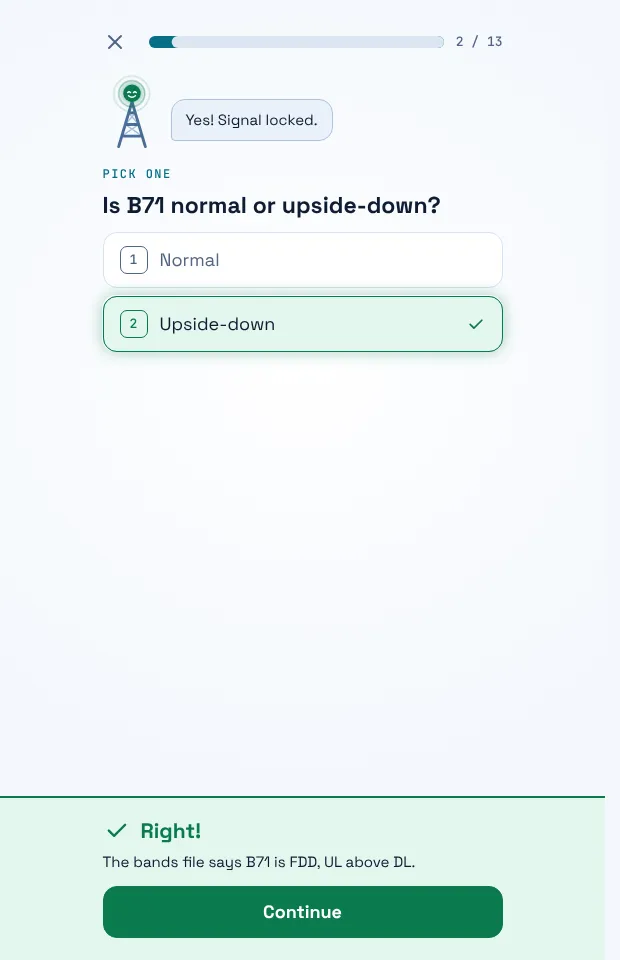 2 / 13
Yes! Signal locked.
PICK ONE
Is B71 normal or upside-down?
1 Normal
2 Upside-down
Right!
The bands file says B71 is FDD, UL above DL.
Continue